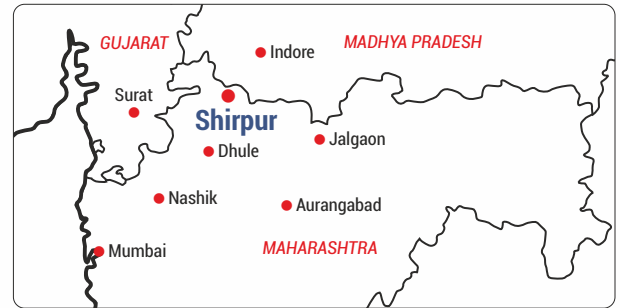 GUJARAT
MADHYA PRADESH
Indore
Surat
Shirpur
Jalgaon
Dhule
Nashik
Aurangabad
Mumbai
MAHARASHTRA